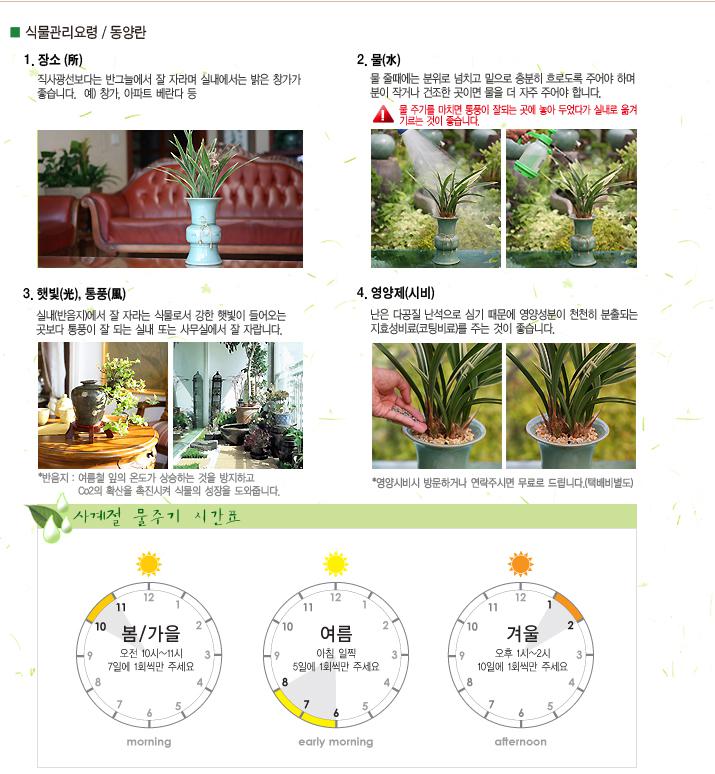 식물관리요령 / 동양란
1. 장소 (所)
직사광선보다는 반그늘에서 잘 자라며 실내에서는 밝은 창가가
좋습니다. 예) 창가, 아파트 베란다 등
2. 물(水)
물 줄때에는 분위로 넘치고 밑으로 충분히 흐르도록 주어야 하며
분이 작거나 건조한 곳이면 물을 더 자주 주어야 합니다.
물 주기를 마치면 통풍이 잘되는 곳에 놓아 두었다가 실내로 옮겨
기르는 것이 좋습니다.
3. 햇빛(光), 통풍(風)
실내(반음지)에서 잘 자라는 식물로서 강한 햇빛이 들어오는
곳보다 통풍이 잘 되는 실내 또는 사무실에서 잘 자랍니다.
4. 영양제(시비)
난은 다공질 난석으로 심기 때문에 영양성분이 천천히 분출되는
지효성비료(코팅비료)를 주는 것이 좋습니다.
*반음지 : 여름철 잎의 온도가 상승하는 것을 방지하고
Co2의 확산을 촉진시켜 식물의 성장을 도와줍니다.
*영양시비시 방문하거나 연락주시면 무료로 드립니다.(택배비별도)
사계절 물주기 시간표
12
11
1
10
2
봄/가을
오전 10시~11시
7일에 1회씩만 주세요
9
3
8
4
7
5
6
morning
12
11
1
10
2
여름
아침 일찍
5일에 1회씩만 주세요
9
3
8
4
7
5
6
early morning
12
11
1
10
2
겨울
오후 1시~2시
10일에 1회씩만 주세요
9
3
8
4
7
5
6
afternoon